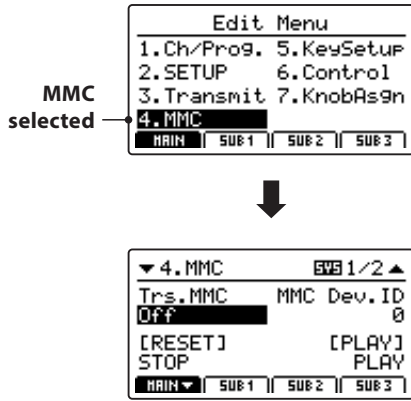 Edit Menu
1.Ch/Prog. 5.KeySetup
2.SETUP 6.Control
3.Transmit 7.KnobAsgn
4.MMC
MAIN SUB1 SUB2 SUB3
MMC
selected
▼4.MMC SYS 1/2▲
Trs.MMC MMC Dev.ID
Off 0
[RESET] [PLAY]
STOP PLAY
MAIN▼ SUB1 SUB2 SUB3